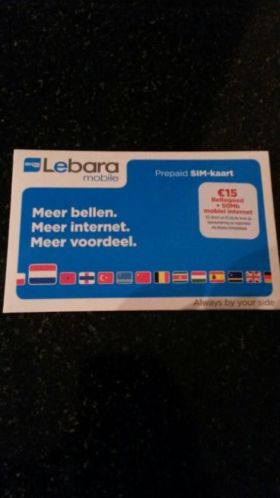 Lebara
mobile
Prepaid SIM-kaart
€15
Beltegoed
+ 50Mb
mobiel internet
Meer bellen.
Meer internet.
Meer voordeel.
Always by your side